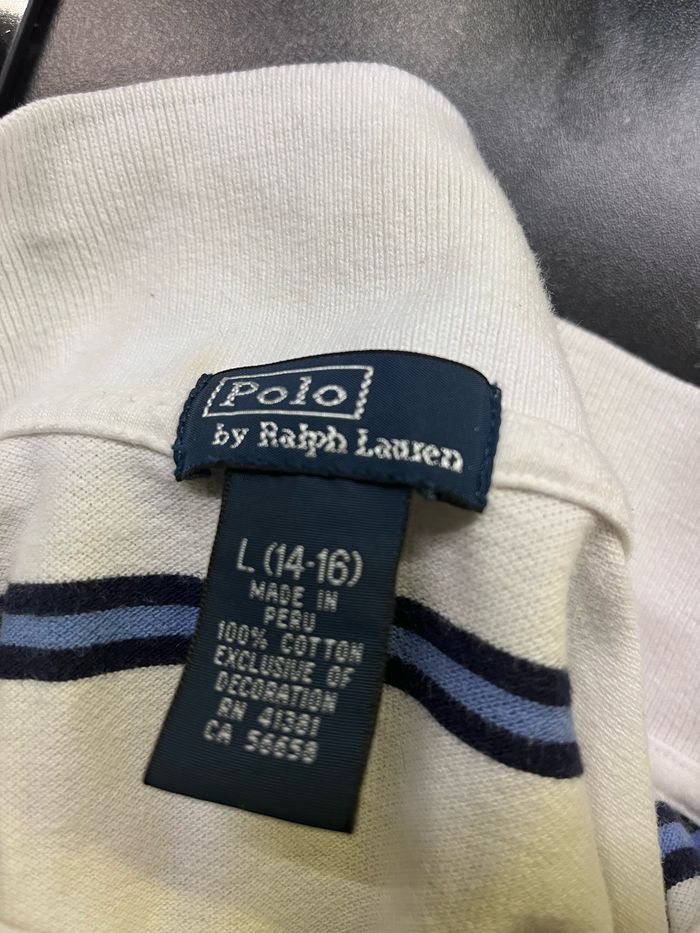 Polo
by Ralph Lauren
L (14-16)
MADE IN
PERU
100% COTTON
EXCLUSIVE OF
DECORATION
RN 41381
CA 56658